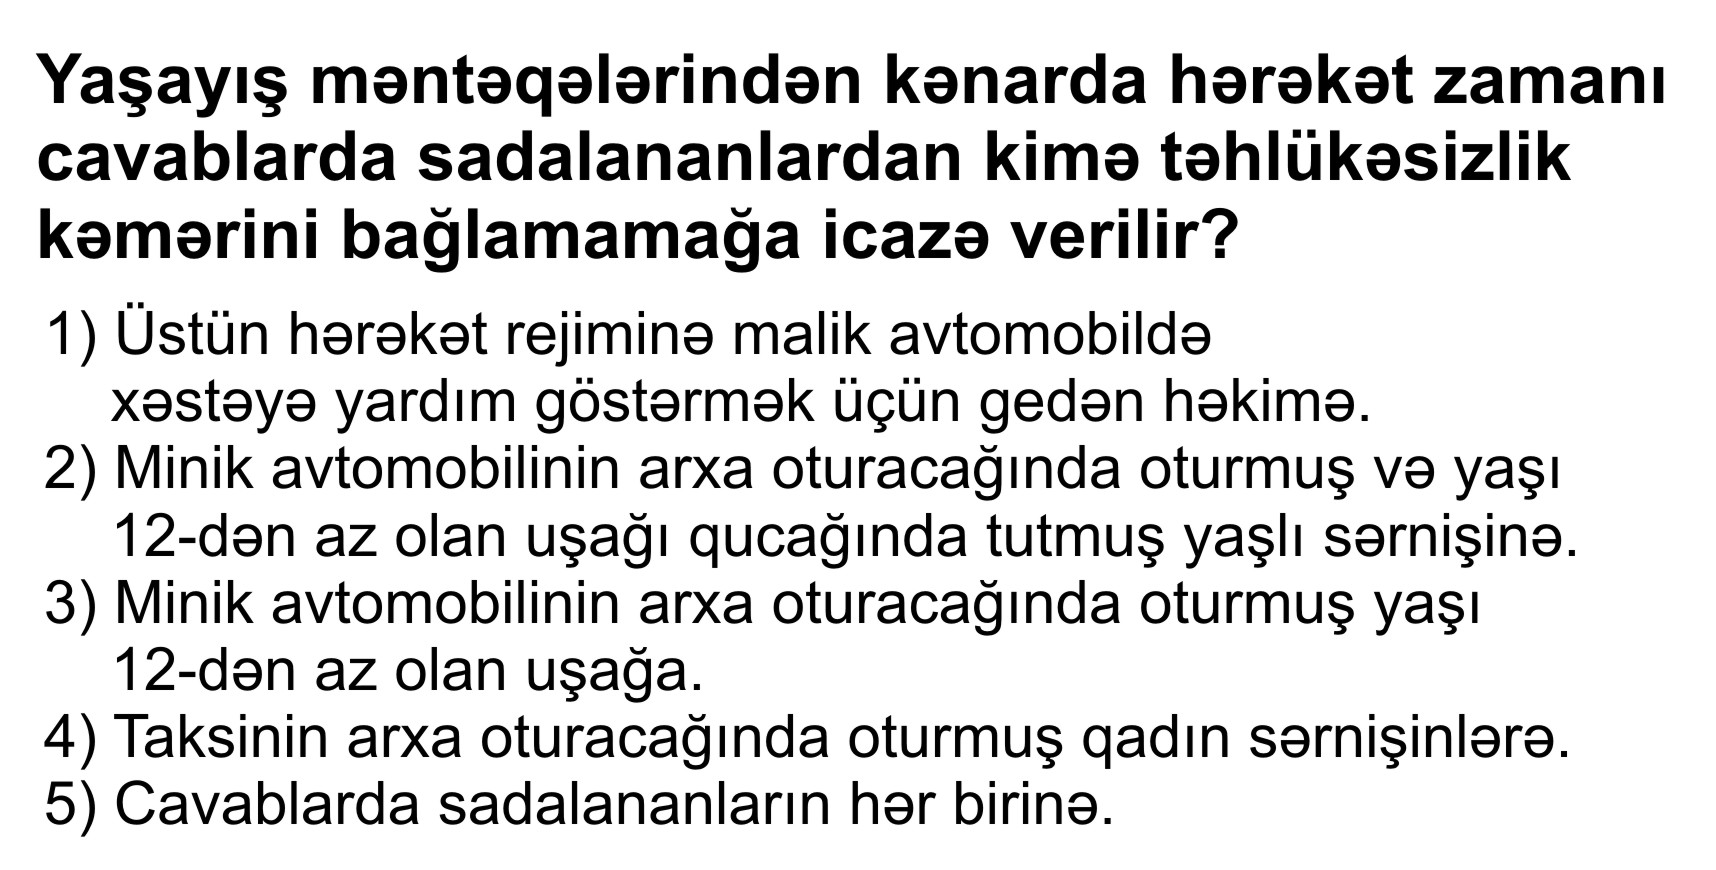 Yaşayış məntəqələrindən kənarda hərəkət zamanı
cavablarda sadalananlardan kimə təhlükəsizlik
kəmərini bağlamamağa icazə verilir?
1) Üstün hərəkət rejiminə malik avtomobildə
xəstəyə yardım göstərmək üçün gedən həkimə.
2) Minik avtomobilinin arxa oturacağında oturmuş və yaşı
12-dən az olan uşağı qucağında tutmuş yaşlı sərnişinə.
3) Minik avtomobilinin arxa oturacağında oturmuş yaşı
12-dən az olan uşağa.
4) Taksinin arxa oturacağında oturmuş qadın sərnişinlərə.
5) Cavablarda sadalananların hər birinə.